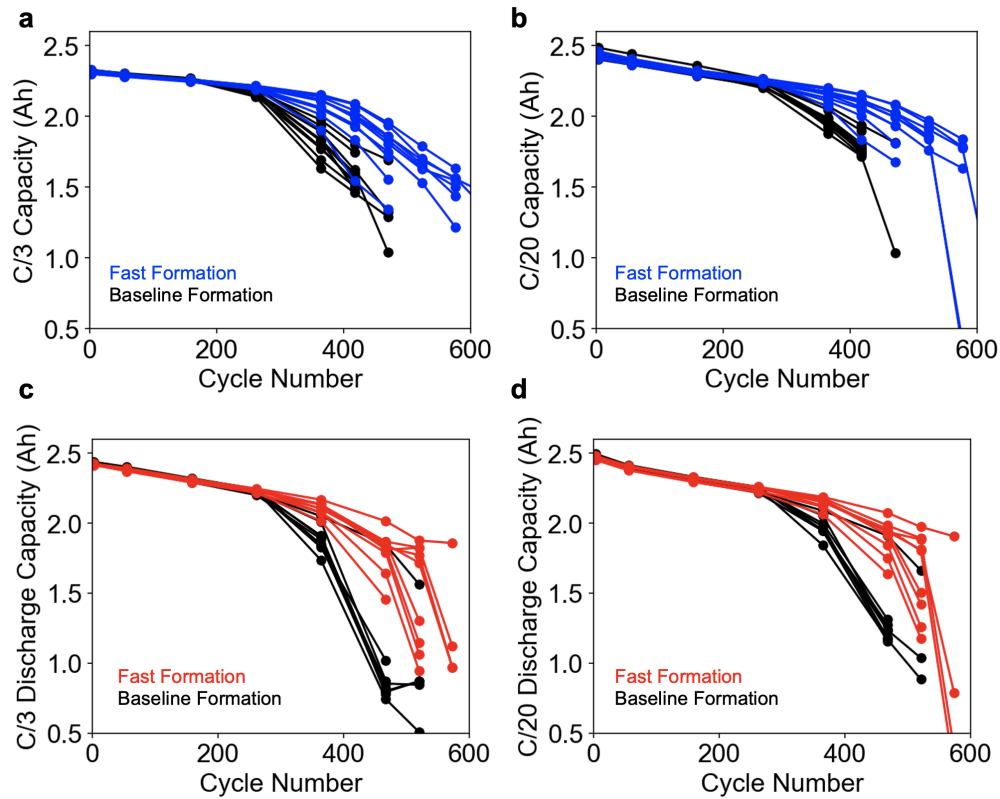 a
C/3 Capacity (Ah)
2.5
2.0
1.5
1.0
0.5
Fast Formation
Baseline Formation
0
200
400
600
Cycle Number
b
C/20 Capacity (Ah)
2.5
2.0
1.5
1.0
0.5
Fast Formation
Baseline Formation
0
200
400
600
Cycle Number
c
C/3 Discharge Capacity (Ah)
2.5
2.0
1.5
1.0
0.5
Fast Formation
Baseline Formation
0
200
400
600
Cycle Number
d
C/20 Discharge Capacity (Ah)
2.5
2.0
1.5
1.0
0.5
Fast Formation
Baseline Formation
0
200
400
600
Cycle Number